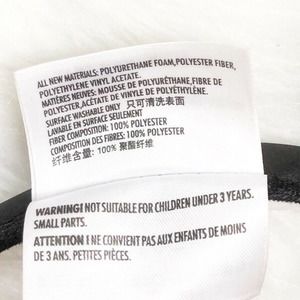 ALL NEW MATERIALS: POLYURETHANE FOAM,POLYESTER FIBER,
POLYETHYLENE VINYL ACETATE.
MATIÈRES NEUVES: MOUSSE DE POLYURÉTHANE,FIBRE DE
POLYESTER,ACÉTATE DE VINYLE DE POLYÉTHYLÈNE.
SURFACE WASHABLE ONLY 只可清洗表面
LAVABLE EN SURFACE SEULEMENT
FIBER COMPOSITION: 100% POLYESTER
COMPOSITION DES FIBRES: 100% POLYESTER
纤维含量: 100% 聚酯纤维
WARNING! NOT SUITABLE FOR CHILDREN UNDER 3 YEARS.
SMALL PARTS.
ATTENTION ! NE CONVIENT PAS AUX ENFANTS DE MOINS
DE 3 ANS. PETITES PIÈCES.